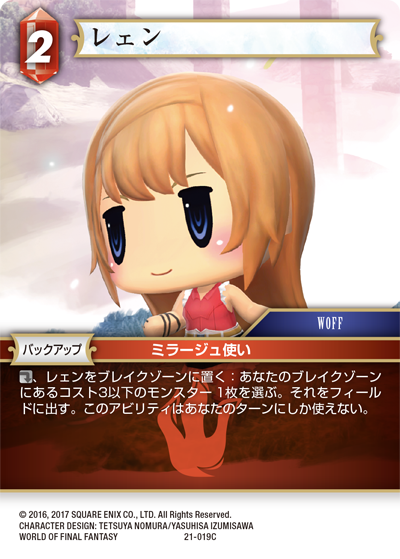 2
レェン
WOFF
バックアップ
ミラージュ使い
、レェンをブレイクゾーンに置く：あなたのブレイクゾーン
にあるコスト3以下のモンスター 1枚を選ぶ。それをフィール
ドに出す。このアビリティはあなたのターンにしか使えない。
© 2016, 2017 SQUARE ENIX CO., LTD. All Rights Reserved.
CHARACTER DESIGN: TETSUYA NOMURA/YASUHISA IZUMISAWA
WORLD OF FINAL FANTASY 21-019C